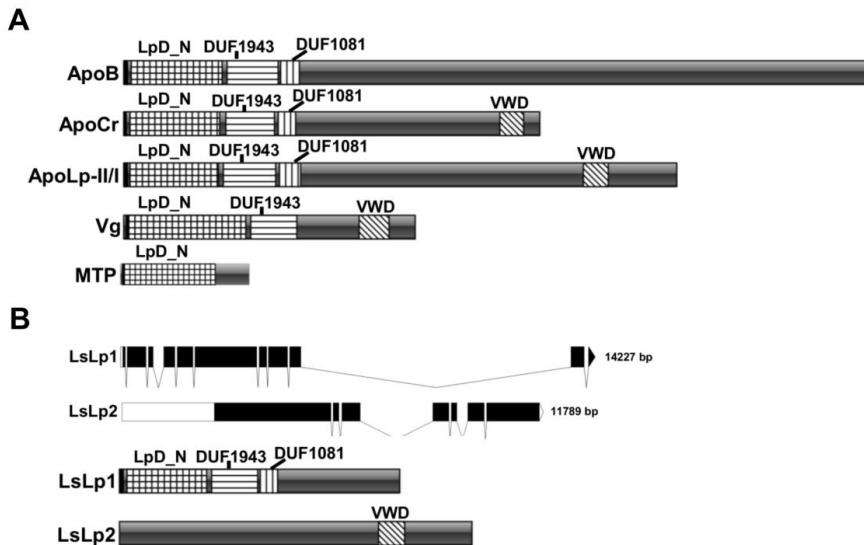 A
LpD_N DUF1943 DUF1081
ApoB
LpD_N DUF1943 DUF1081 VWD
ApoCr
LpD_N DUF1943 DUF1081 VWD
ApoLp-II/I
LpD_N DUF1943 VWD
Vg
LpD_N
MTP
B
LsLp1 14227 bp
LsLp2 11789 bp
LpD_N DUF1943 DUF1081
LsLp1
VWD
LsLp2